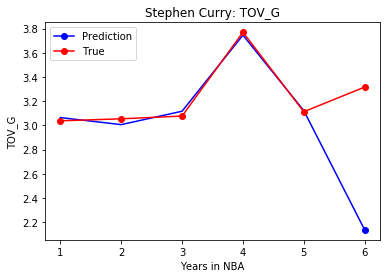 Stephen Curry: TOV_G
Prediction
True
3.8
3.6
3.4
3.2
3.0
2.8
2.6
2.4
2.2
TOV_G
1 2 3 4 5 6
Years in NBA